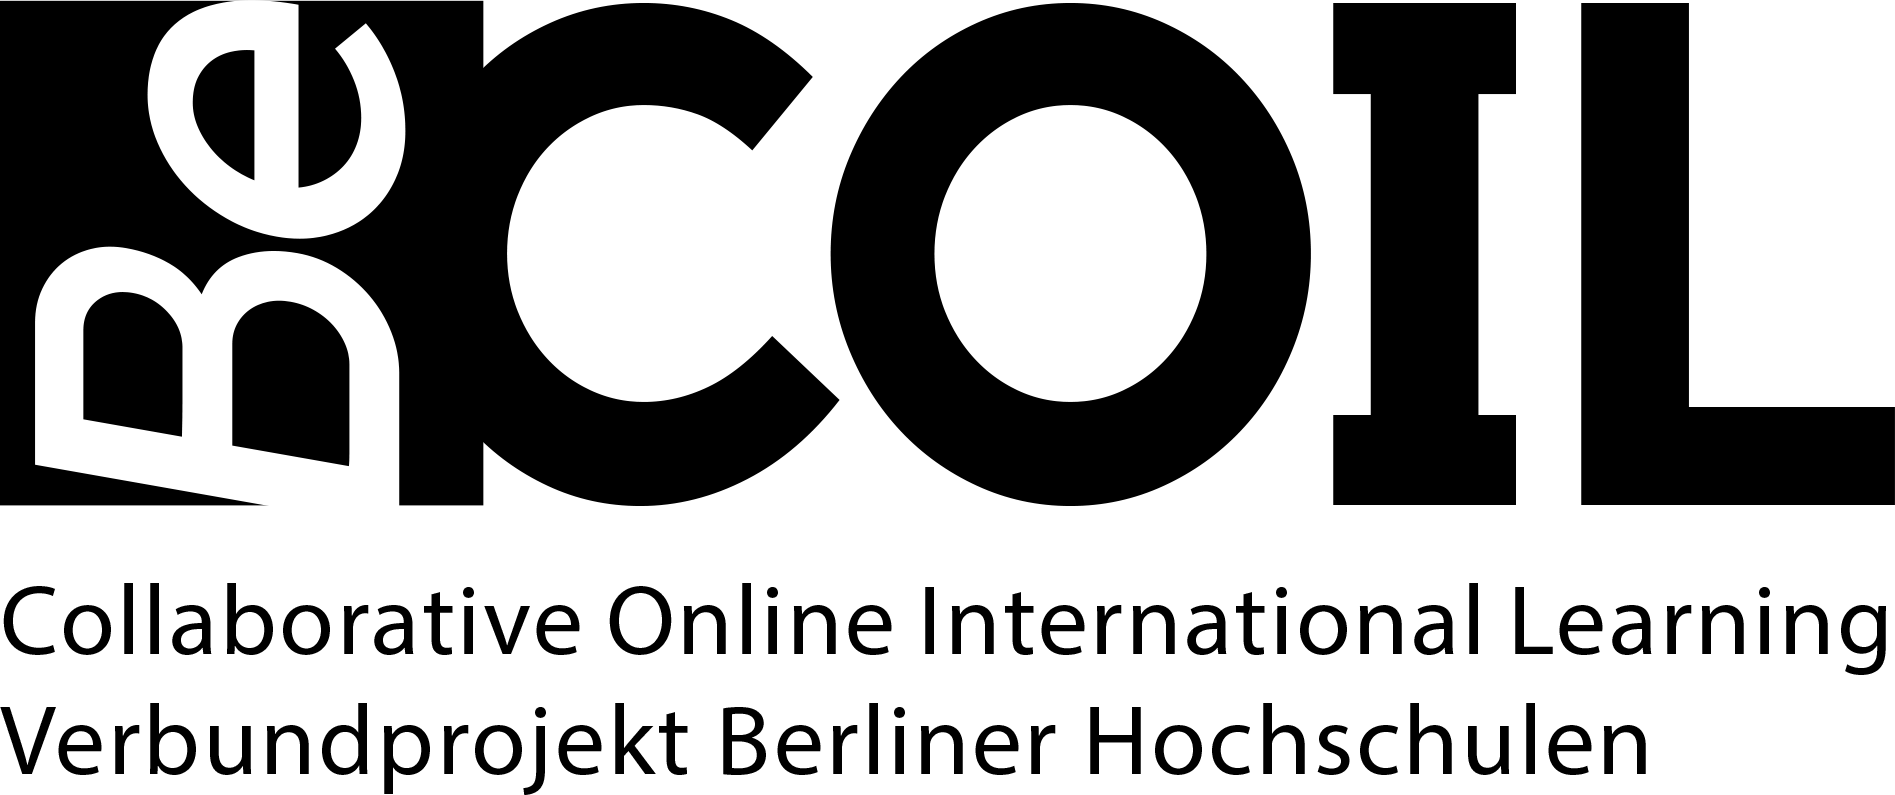 BeCOIL
Collaborative Online International Learning
Verbundprojekt Berliner Hochschulen